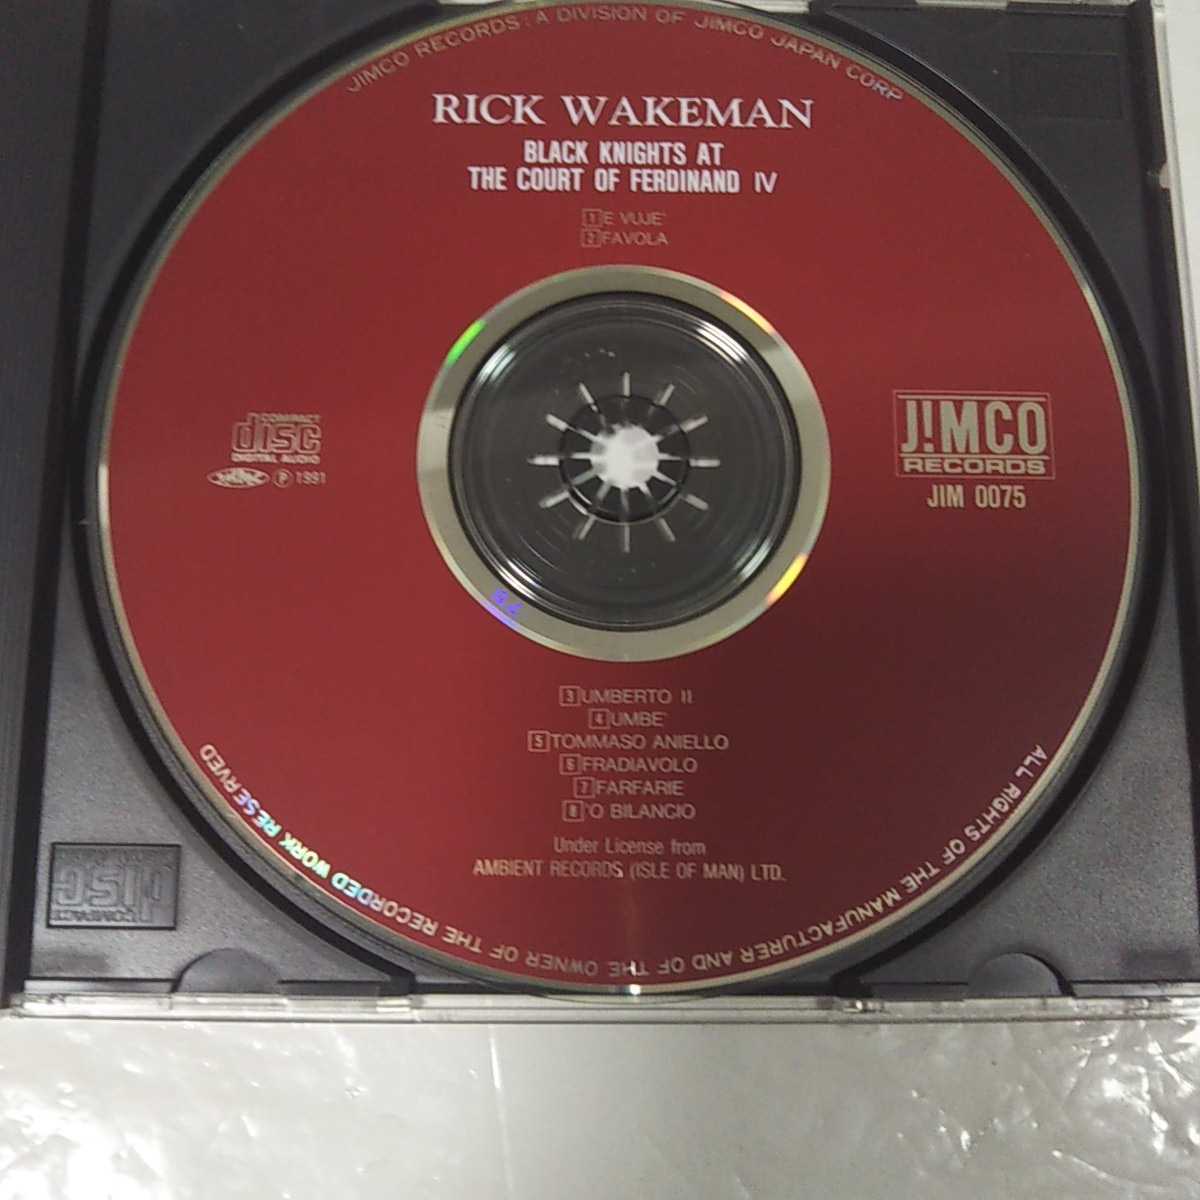 JIMCO RECORDS : A DIVISION OF JIMCO JAPAN CORP
RICK WAKEMAN
BLACK KNIGHTS AT
THE COURT OF FERDINAND IV
1 E VUJE'
2 FAVOLA
COMPACT
disc
DIGITAL AUDIO
Ⓟ 1991
J!MCO
RECORDS
JIM 0075
3 UMBERTO II
4 UMBE'
5 TOMMASO ANIELLO
6 FRADIAVOLO
7 FARFARIE
8 'O BILANCIO
Under License from
AMBIENT RECORDS (ISLE OF MAN) LTD.
ALL RIGHTS OF THE MANUFACTURER AND OF THE OWNER OF THE RECORDED WORK RESERVED
COMPACT
disc